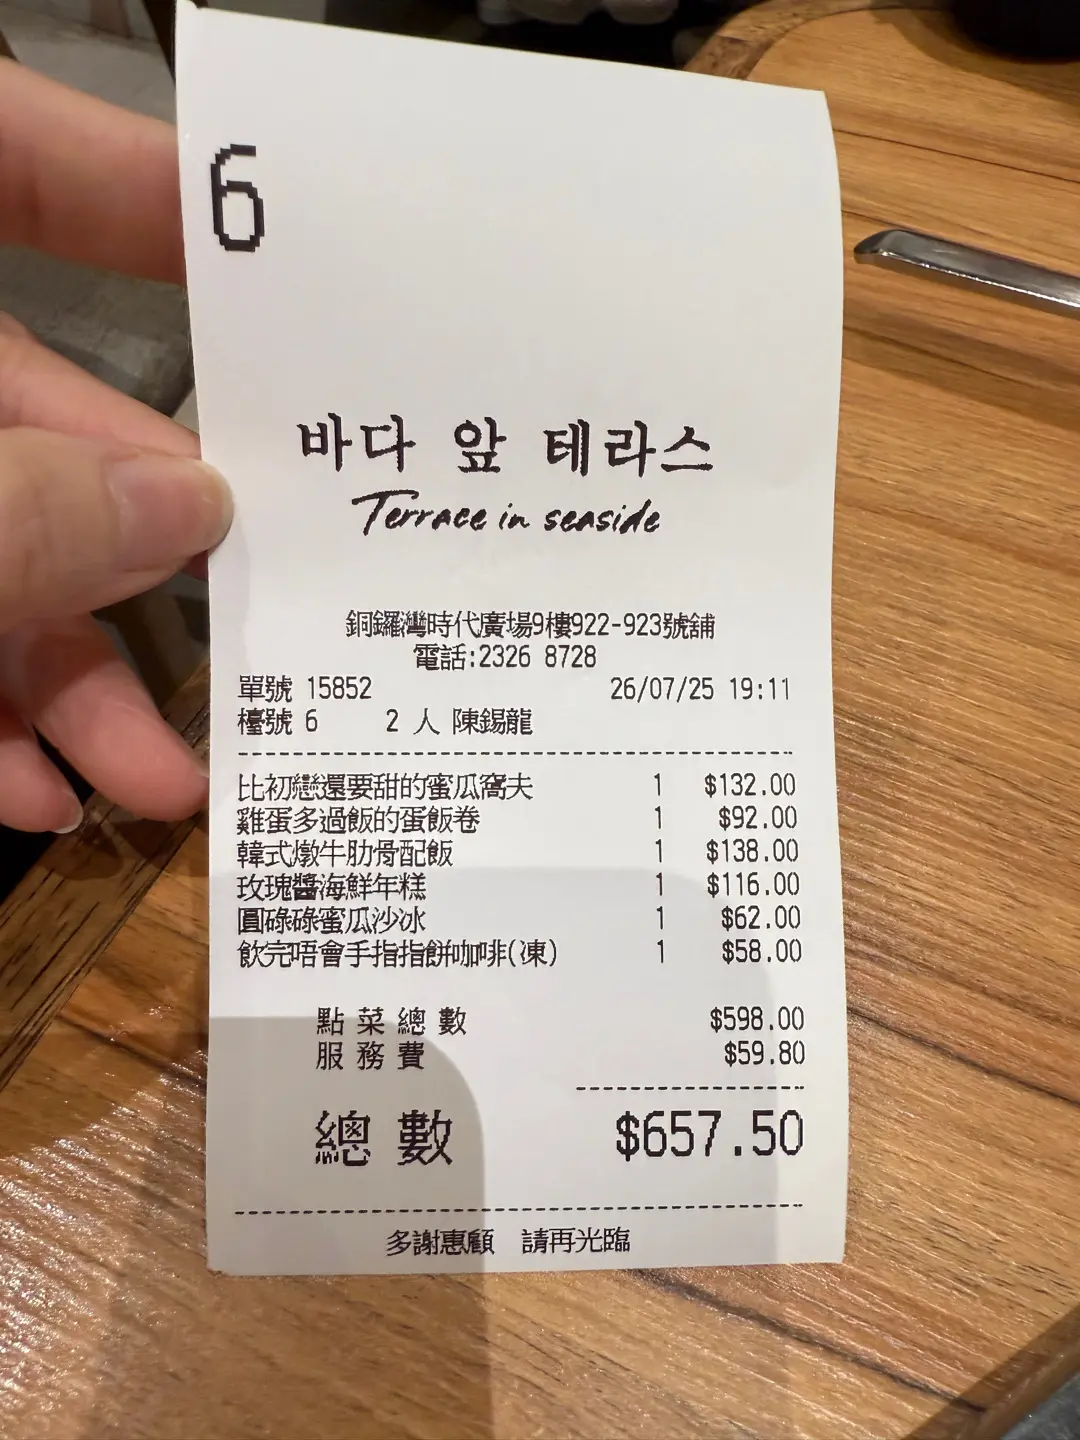 6
바다 앞 테라스
Terrace in seaside
銅鑼灣時代廣場9樓922-923號舖
電話:2326 8728
單號 15852 26/07/25 19:11
檯號 6 2 人 陳錫龍
比初戀還要甜的蜜瓜窩夫 1 $132.00
雞蛋多過飯的蛋飯卷 1 $92.00
韓式燉牛肋骨配飯 1 $138.00
玫瑰醬海鮮年糕 1 $116.00
圓碌碌蜜瓜沙冰 1 $62.00
飲完唔會手指指餅咖啡(凍) 1 $58.00
點菜總數 $598.00
服務費 $59.80
總數 $657.50
多謝惠顧 請再光臨